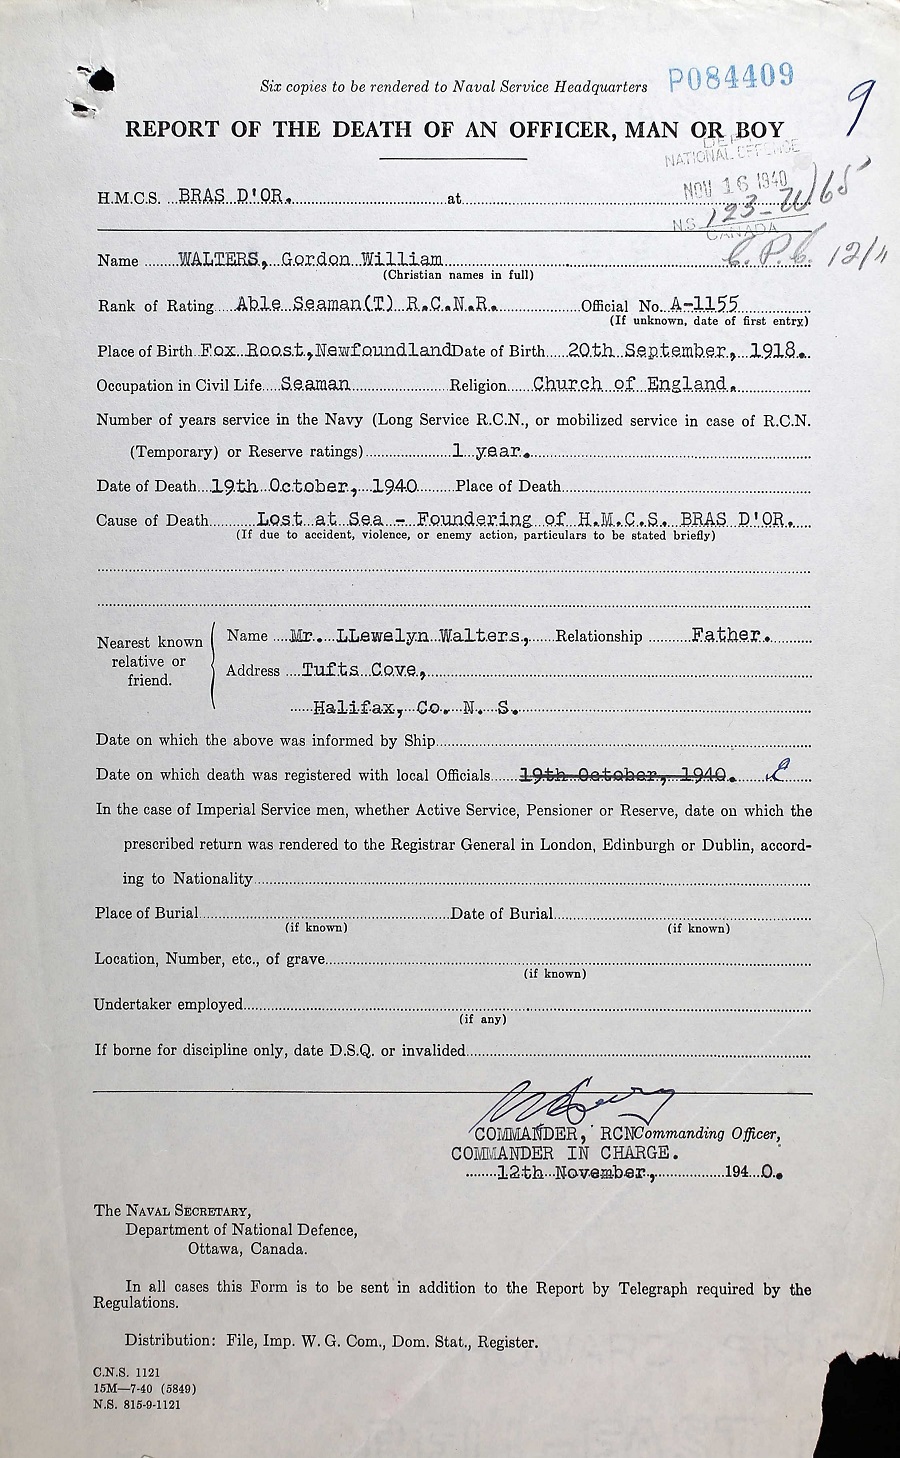 Six copies to be rendered to Naval Service Headquarters P084409
9
REPORT OF THE DEATH OF AN OFFICER, MAN OR BOY
DEPT.
NATIONAL DEFENCE
NOV 16 1940
H.M.C.S. BRAS D'OR. at
N.S. 123-W/65
CANADA
Name WALTERS, Gordon William C.P.C. 12/11
(Christian names in full)
Rank of Rating Able Seaman(T) R.C.N.R. Official No. A-1155
(If unknown, date of first entry)
Place of Birth Fox Roost, Newfoundland Date of Birth 20th September, 1918.
Occupation in Civil Life Seaman Religion Church of England.
Number of years service in the Navy (Long Service R.C.N., or mobilized service in case of R.C.N.
(Temporary) or Reserve ratings) 1 year.
Date of Death 19th October, 1940 Place of Death
Cause of Death Lost at Sea - Foundering of H.M.C.S. BRAS D'OR.
(If due to accident, violence, or enemy action, particulars to be stated briefly)
Nearest known relative or friend.
Name Mr. LLewelyn Walters, Relationship Father.
Address Tufts Cove,
Halifax, Co. N. S.
Date on which the above was informed by Ship
Date on which death was registered with local Officials 19th October, 1940.
In the case of Imperial Service men, whether Active Service, Pensioner or Reserve, date on which the
prescribed return was rendered to the Registrar General in London, Edinburgh or Dublin, accord-
ing to Nationality
Place of Burial Date of Burial
(if known) (if known)
Location, Number, etc., of grave
(if known)
Undertaker employed
(if any)
If borne for discipline only, date D.S.Q. or invalided
COMMANDER, RCN Commanding Officer,
COMMANDER IN CHARGE.
12th November, 1940.
The NAVAL SECRETARY,
Department of National Defence,
Ottawa, Canada.
In all cases this Form is to be sent in addition to the Report by Telegraph required by the
Regulations.
Distribution: File, Imp. W. G. Com., Dom. Stat., Register.
C.N.S. 1121
15M—7-40 (5849)
N.S. 815-9-1121